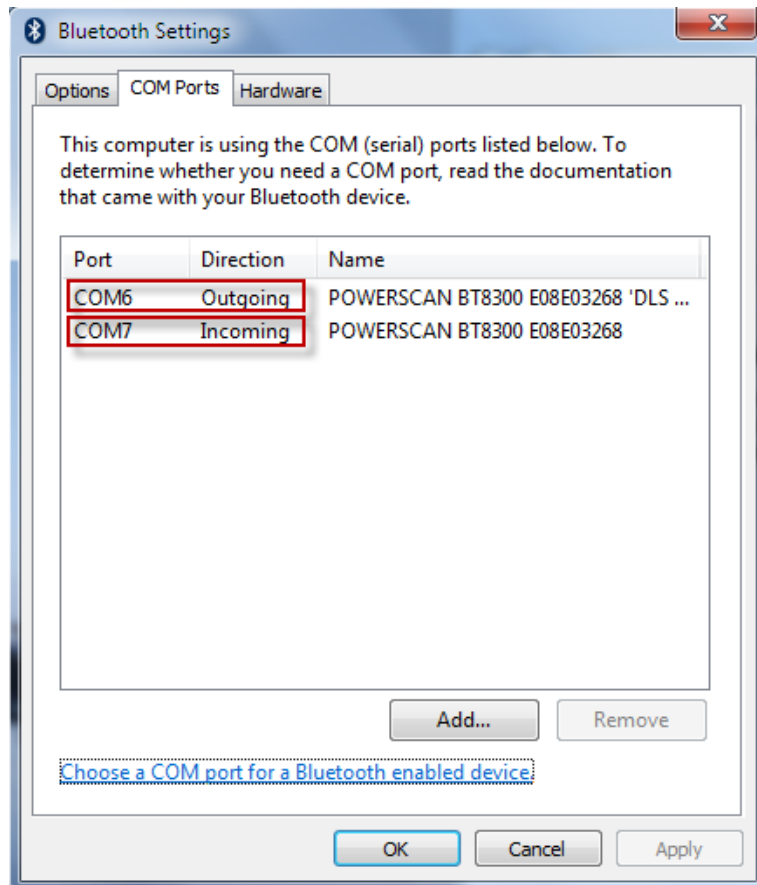 Bluetooth Settings
Options COM Ports Hardware
This computer is using the COM (serial) ports listed below. To
determine whether you need a COM port, read the documentation
that came with your Bluetooth device.
Port Direction Name
COM6 Outgoing POWERSCAN BT8300 E08E03268 'DLS ...
COM7 Incoming POWERSCAN BT8300 E08E03268
Add... Remove
Choose a COM port for a Bluetooth enabled device.
OK Cancel Apply